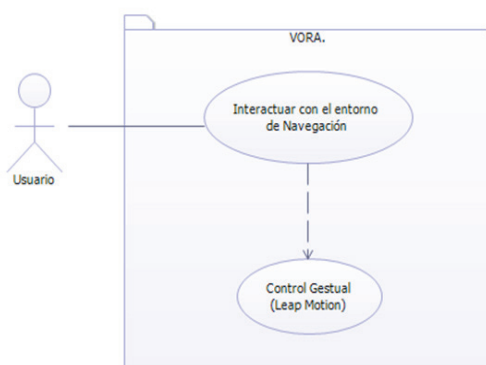 VORA.
Interactuar con el entorno
de Navegación
Usuario
Control Gestual
(Leap Motion)